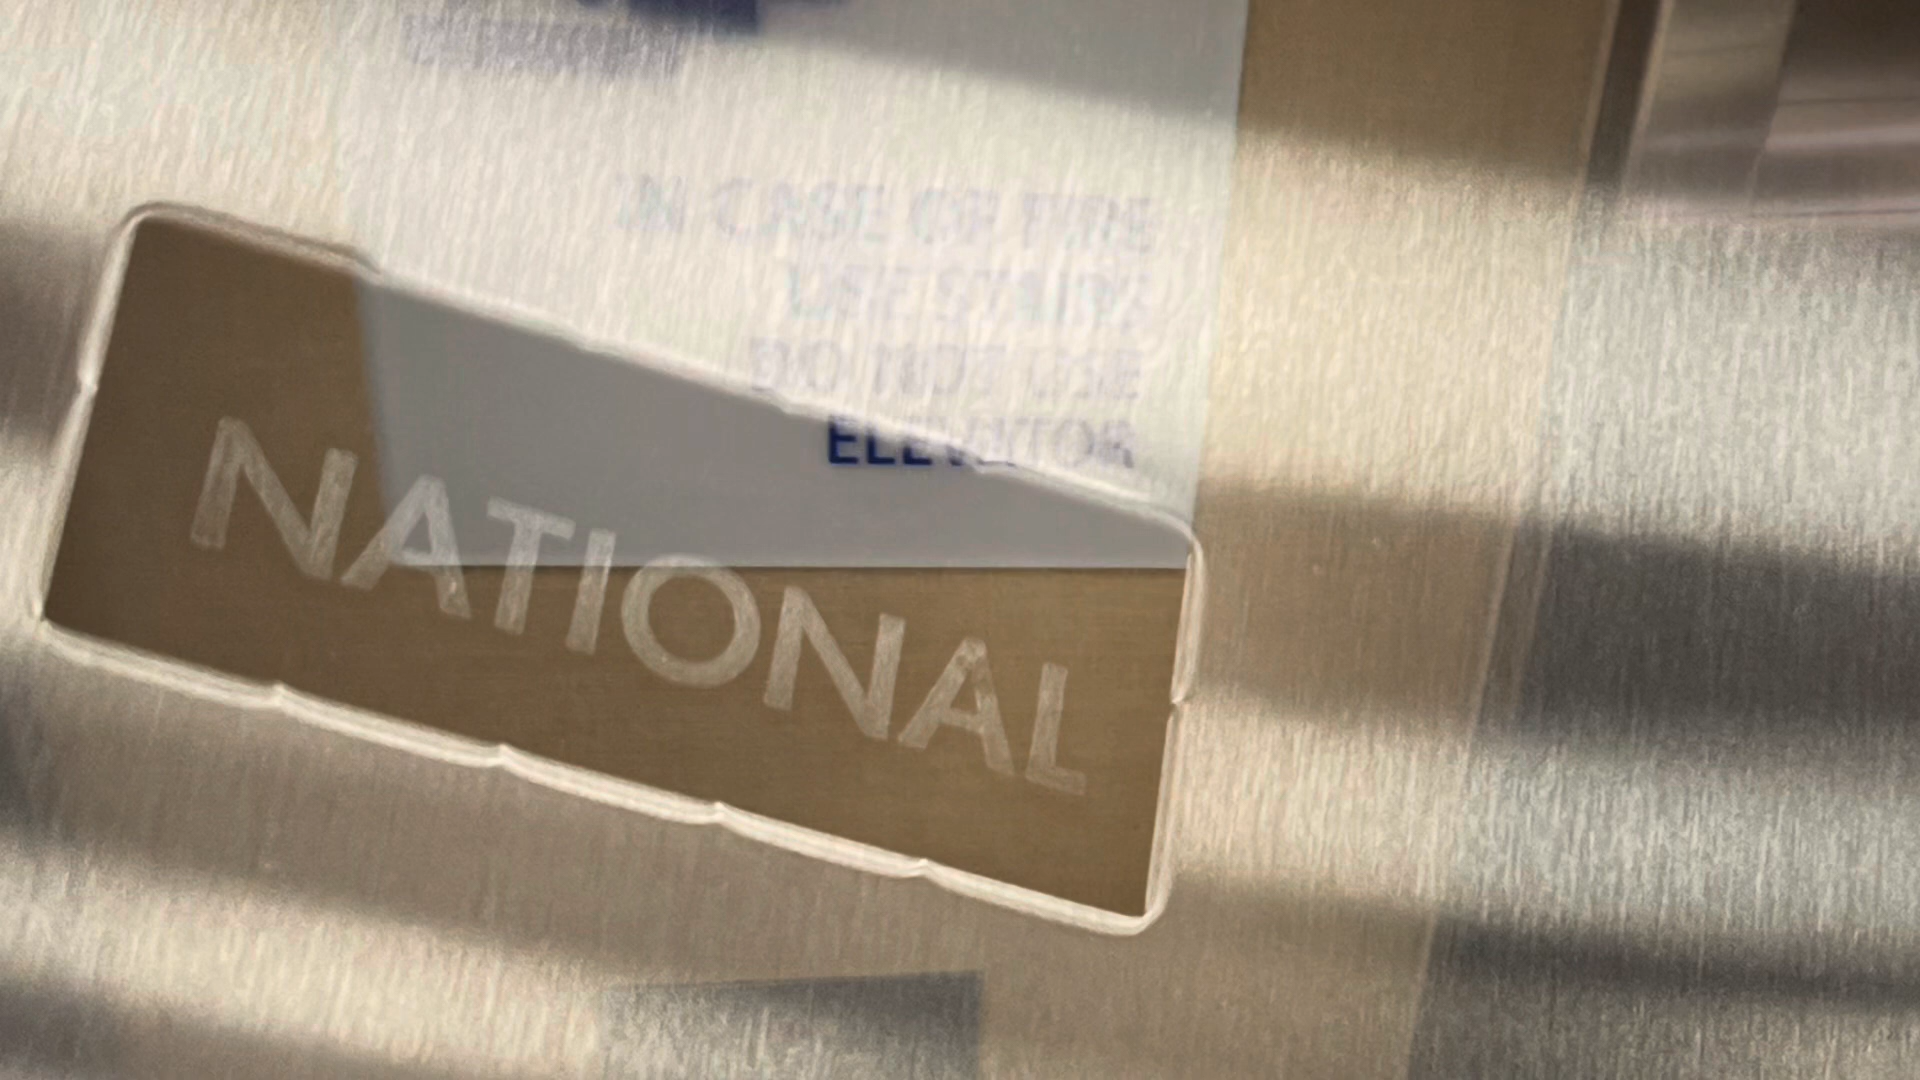 IN CASE OF FIRE
USE STAIRS
DO NOT USE
ELEVATOR
NATIONAL